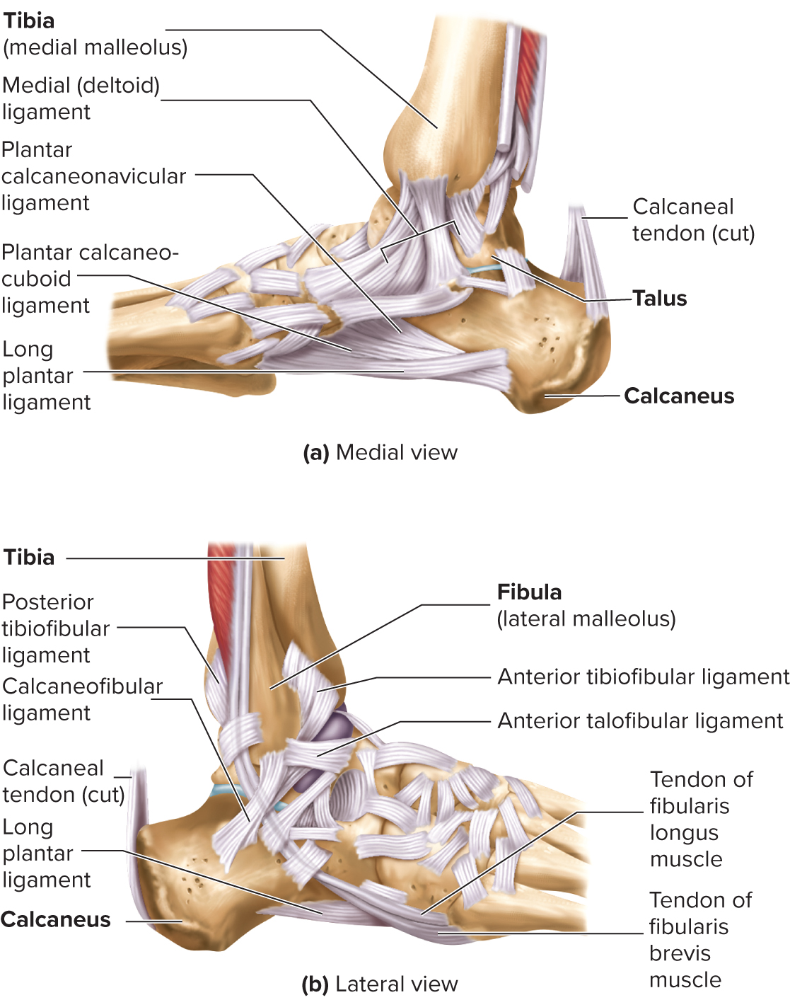 Tibia
(medial malleolus)
Medial (deltoid)
ligament
Plantar
calcaneonavicular
ligament
Plantar calcaneo-
cuboid
ligament
Long
plantar
ligament
Calcaneal
tendon (cut)
Talus
Calcaneus
(a) Medial view
Tibia
Posterior
tibiofibular
ligament
Calcaneofibular
ligament
Calcaneal
tendon (cut)
Long
plantar
ligament
Calcaneus
Fibula
(lateral malleolus)
Anterior tibiofibular ligament
Anterior talofibular ligament
Tendon of
fibularis
longus
muscle
Tendon of
fibularis
brevis
muscle
(b) Lateral view